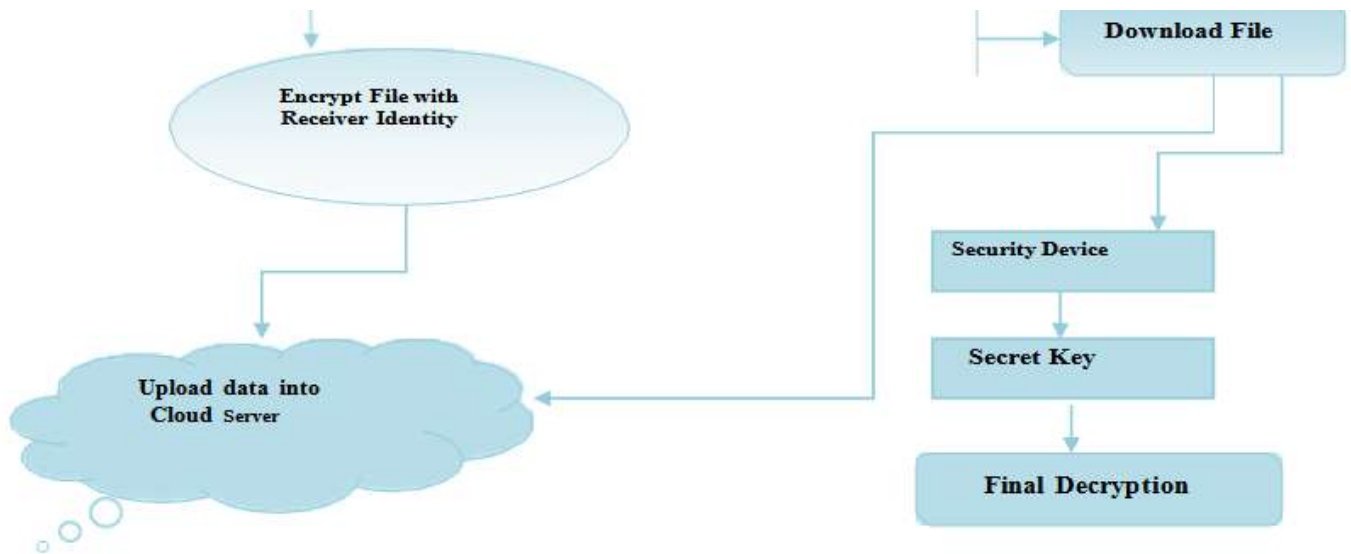 Download File
Encrypt File with
Receiver Identity
Security Device
Secret Key
Upload data into
Cloud Server
Final Decryption